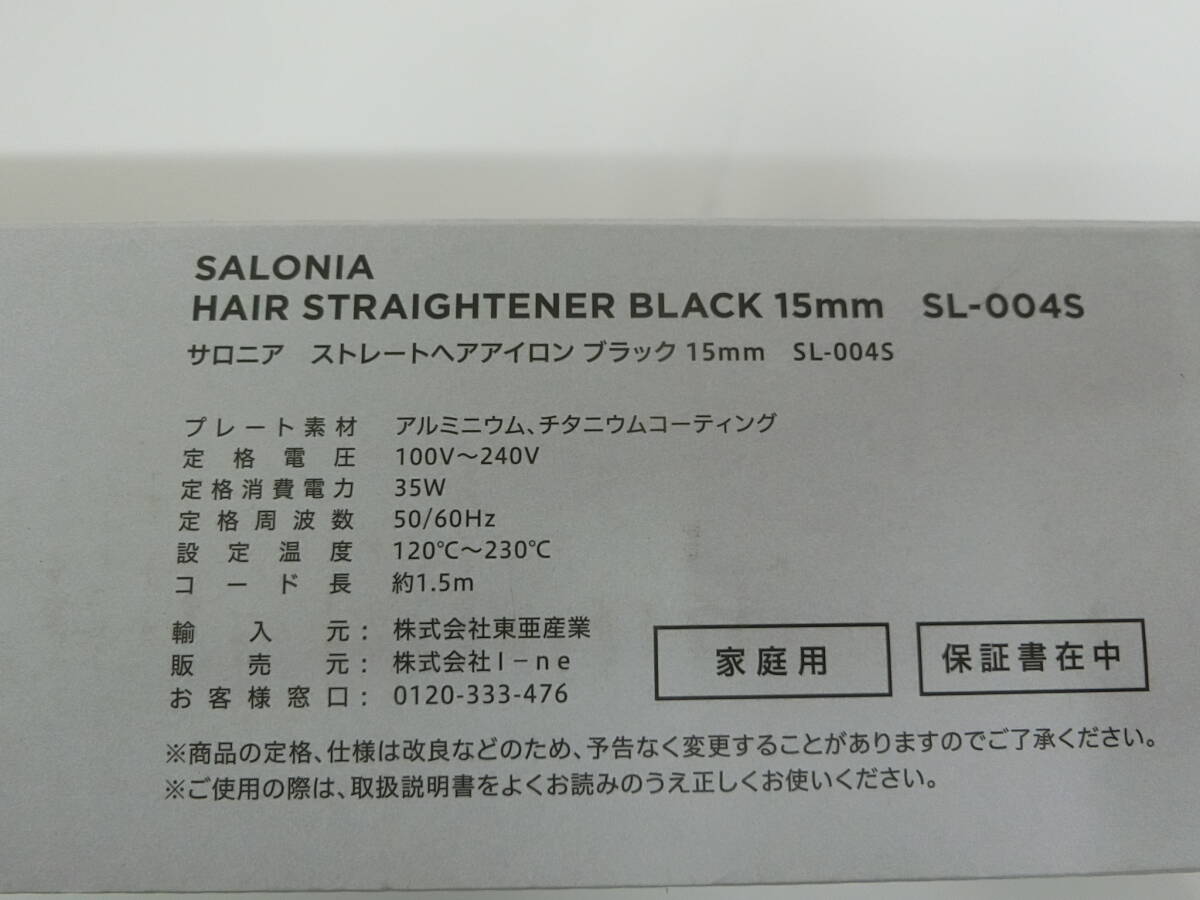 SALONIA
HAIR STRAIGHTENER BLACK 15mm SL-004S
サロニア ストレートヘアアイロン ブラック 15mm SL-004S
プレート素材 アルミニウム、チタニウムコーティング
定格電圧 100V～240V
定格消費電力 35W
定格周波数 50/60Hz
設定温度 120℃～230℃
コード長 約1.5m
輸入元: 株式会社東亜産業
販売元: 株式会社I-ne
お客様窓口: 0120-333-476
家庭用
保証書在中
※商品の定格、仕様は改良などのため、予告なく変更することがありますのでご了承ください。
※ご使用の際は、取扱説明書をよくお読みのうえ正しくお使いください。